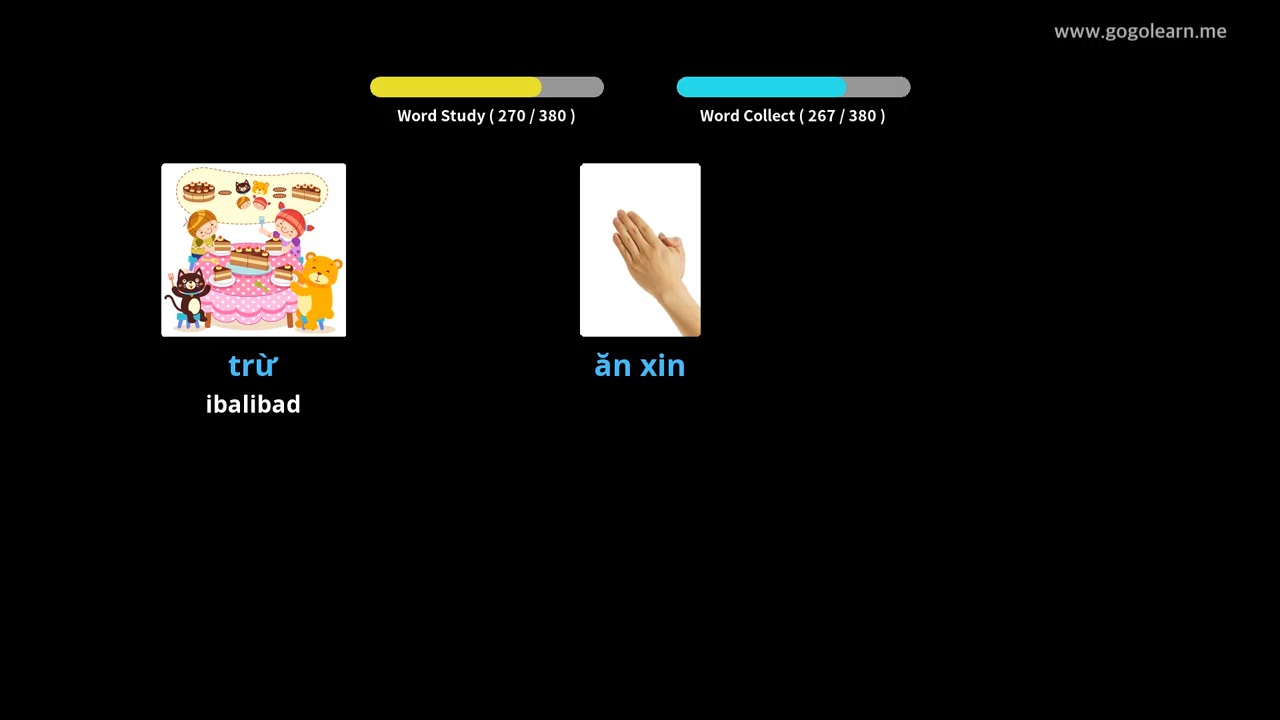 www.gogolearn.me
Word Study ( 270 / 380 )
Word Collect ( 267 / 380 )
trừ
ibalibad
ăn xin